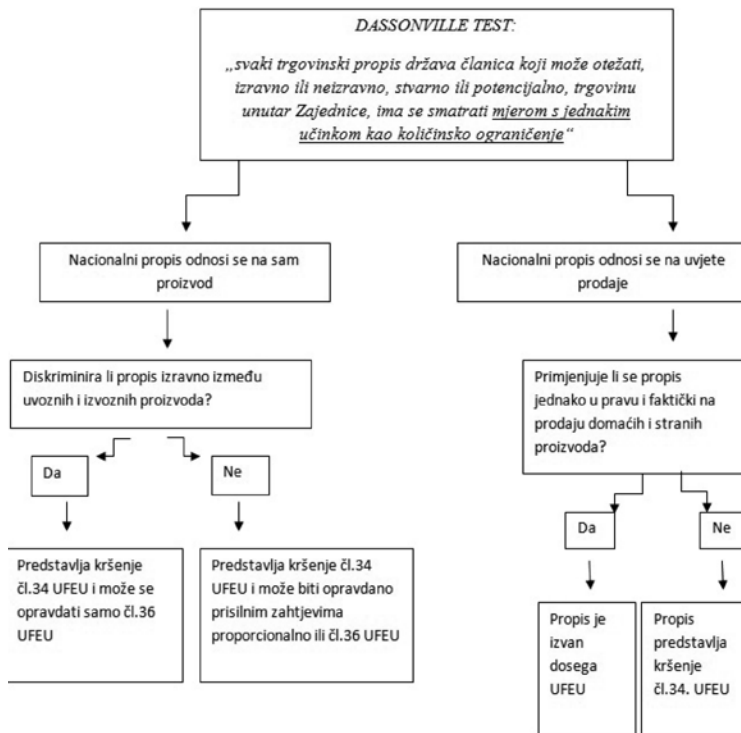 DASSONVILLE TEST:
„svaki trgovinski propis država članica koji može otežati,
izravno ili neizravno, stvarno ili potencijalno, trgovinu
unutar Zajednice, ima se smatrati mjerom s jednakim
učinkom kao količinsko ograničenje“
Nacionalni propis odnosi se na sam
proizvod
Nacionalni propis odnosi se na uvjete
prodaje
Diskriminira li propis izravno između
uvoznih i izvoznih proizvoda?
Primjenjuje li se propis
jednako u pravu i faktički na
prodaju domaćih i stranih
proizvoda?
Da
Ne
Da
Ne
Predstavlja kršenje
čl.34 UFEU i može se
opravdati samo čl.36
UFEU
Predstavlja kršenje čl.34
UFEU i može biti opravdano
prisilnim zahtjevima
proporcionalno ili čl.36 UFEU
Propis je
izvan
dosega
UFEU
Propis
predstavlja
kršenje
čl.34. UFEU